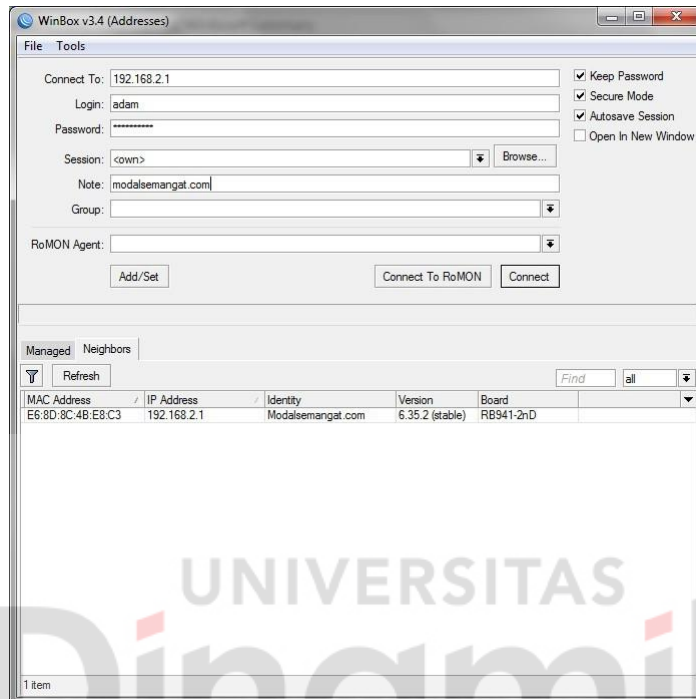 WinBox v3.4 (Addresses)
File Tools
Connect To: 192.168.2.1
Keep Password
Login: adam
Secure Mode
Password: **********
Autosave Session
Open In New Window
Session: <own>
Browse...
Note: modalsemangat.com
Group:
RoMON Agent:
Add/Set Connect To RoMON Connect
Managed Neighbors
Refresh Find all
MAC Address IP Address Identity Version Board
E6:8D:8C:4B:E8:C3 192.168.2.1 Modalsemangat.com 6.35.2 (stable) RB941-2nD
UNIVERSITAS
1 item